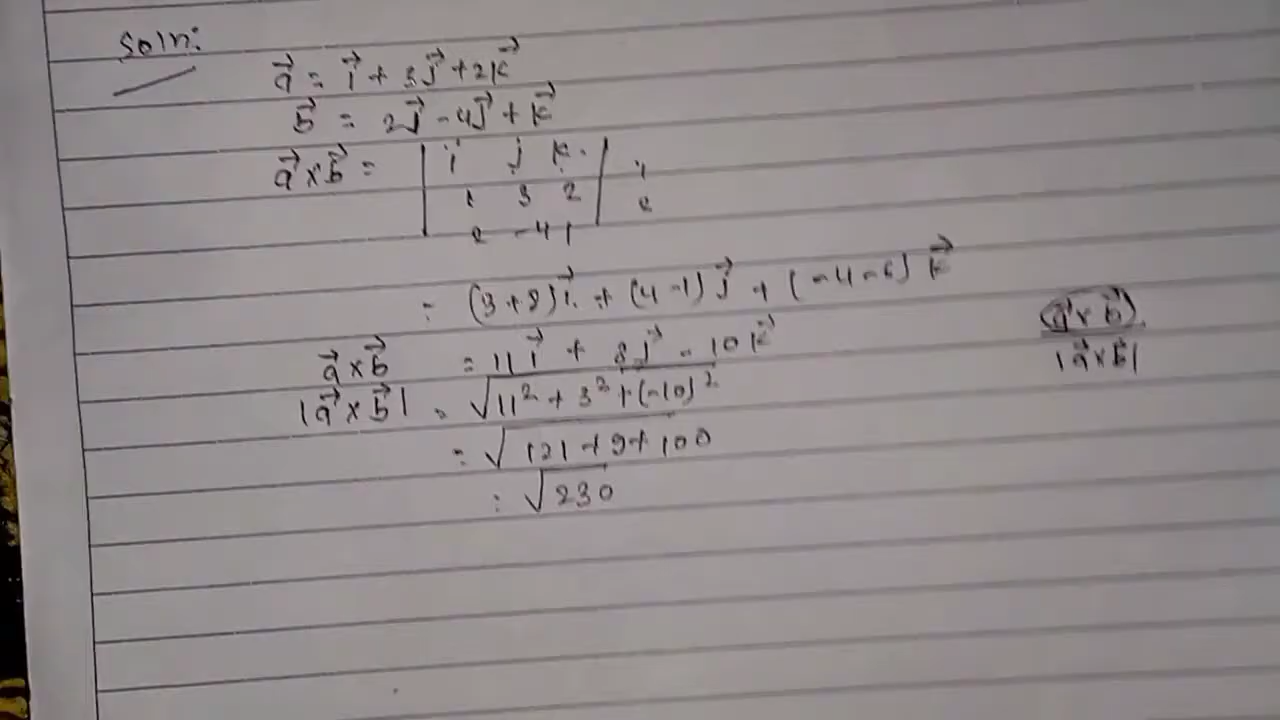 Soln:
a⃗ = i⃗ + 3j⃗ + 2k⃗
b⃗ = 2j⃗ - 4j⃗ + k⃗
a⃗ × b⃗ = | i j k |
1 3 2 |
2 -4 1
= (3+8)i⃗ + (4-1)j⃗ + (-4-6)k⃗
a⃗ × b⃗ = 11i⃗ + 3j⃗ - 10k⃗
|a⃗ × b⃗| = √11² + 3² + (-10)²
= √121 + 9 + 100
= √230
(a⃗ × b⃗)
|a⃗ × b⃗|